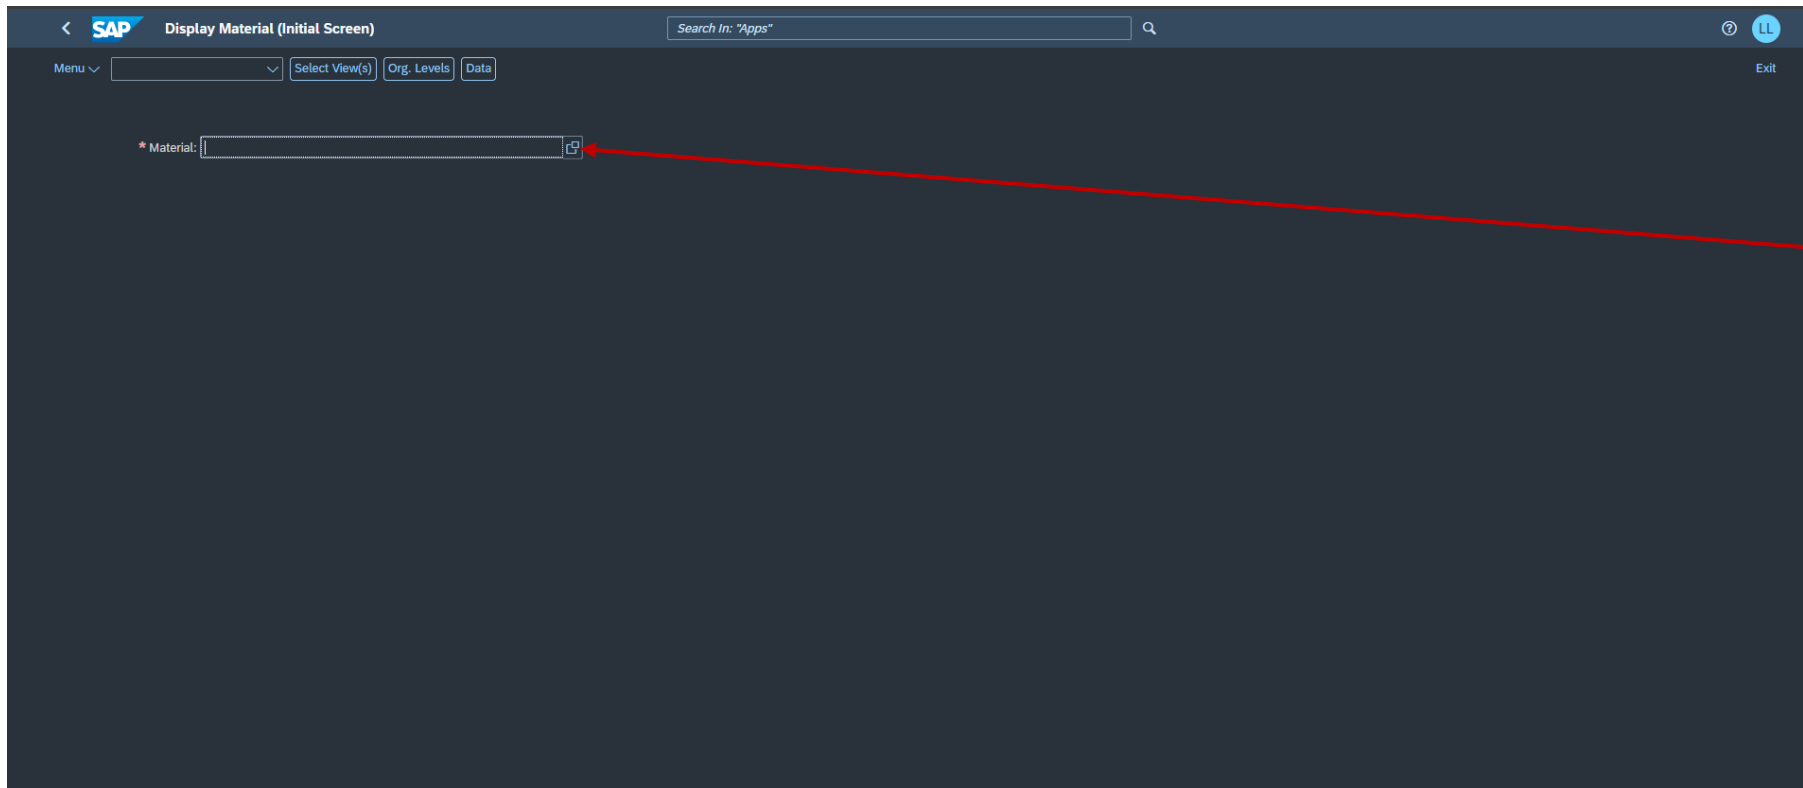 SAP Display Material (Initial Screen) Search In: "Apps" LL
Menu Select View(s) Org. Levels Data Exit
* Material: